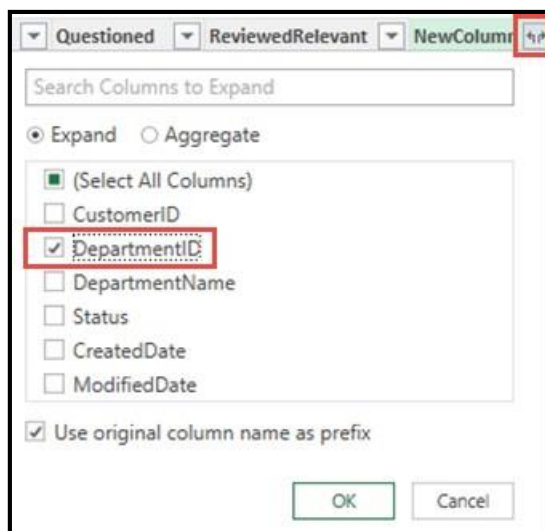 Questioned ReviewedRelevant NewColumn
Search Columns to Expand
Expand Aggregate
(Select All Columns)
CustomerID
DepartmentID
DepartmentName
Status
CreatedDate
ModifiedDate
Use original column name as prefix
OK Cancel